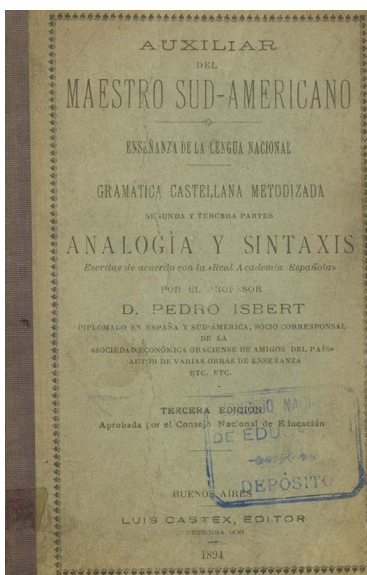 AUXILIAR
DEL
MAESTRO SUD-AMERICANO
ENSEÑANZA DE LA LENGUA NACIONAL
GRAMÁTICA CASTELLANA METODIZADA
SEGUNDA Y TERCERA PARTES
ANALOGÍA Y SINTAXIS
Escritas de acuerdo con la «Real Academia Española»
POR EL PROFESOR
D. PEDRO ISBERT
DIPLOMADO EN ESPAÑA Y SUD-AMÉRICA, SOCIO CORRESPONSAL
DE LA
«SOCIEDAD ECONÓMICA GRACIENSE DE AMIGOS DEL PAÍS»
AUTOR DE VARIAS OBRAS DE ENSEÑANZA
ETC. ETC.
TERCERA EDICIÓN
Aprobada por el Consejo Nacional de Educación
NACI
DE EDUC
DEPÓSITO
BUENOS AIRES
LUIS CASTEX, EDITOR
DEFENSA
1894